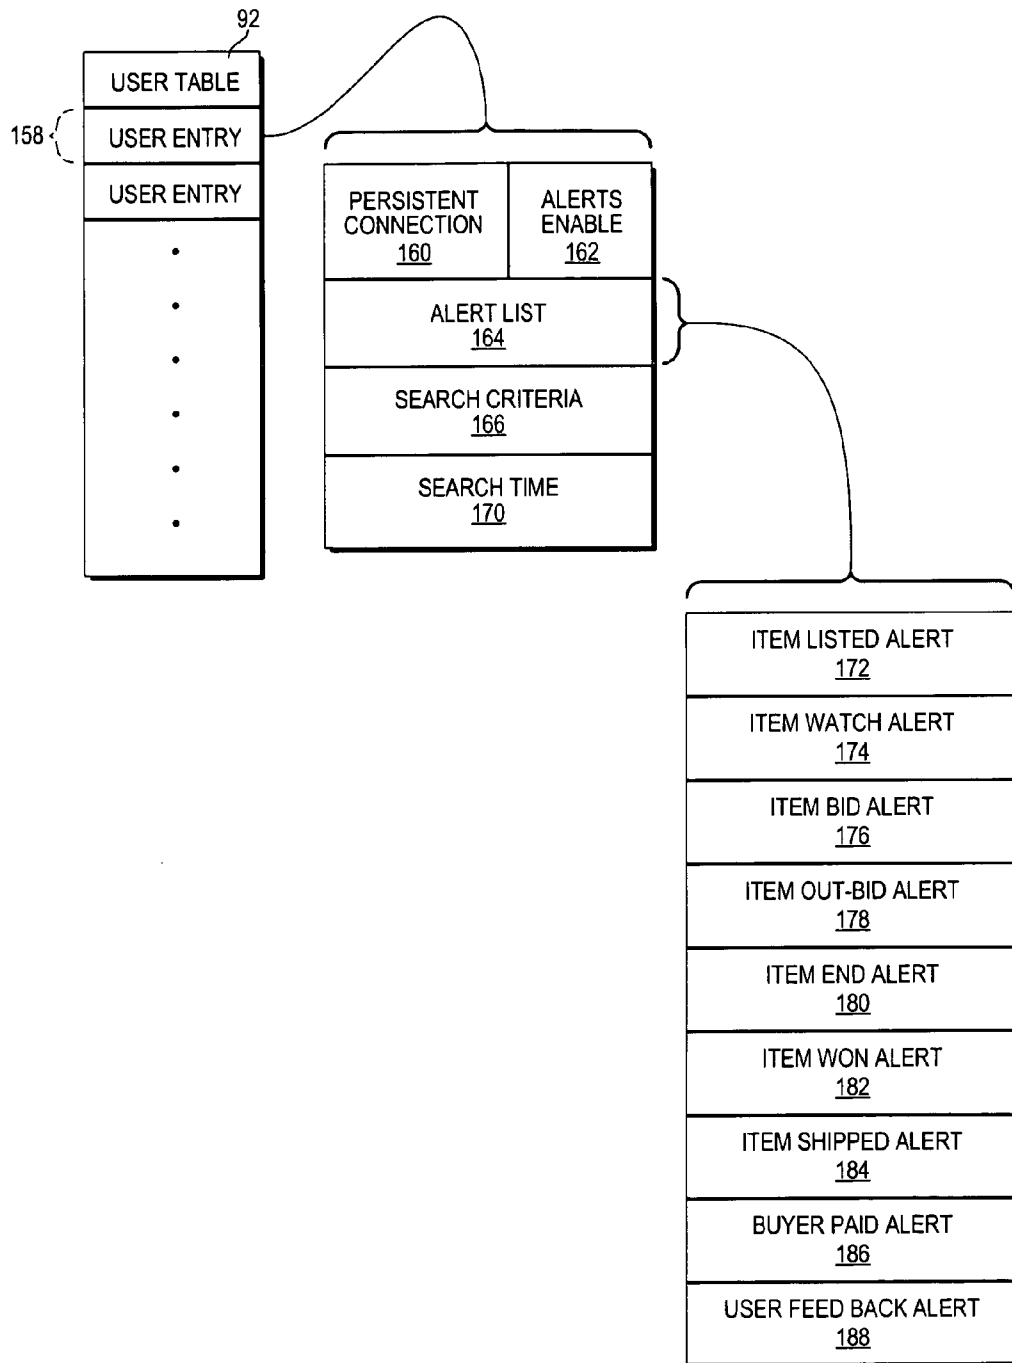 92
USER TABLE
158
USER ENTRY
USER ENTRY
PERSISTENT
CONNECTION
160
ALERTS
ENABLE
162
ALERT LIST
164
SEARCH CRITERIA
166
SEARCH TIME
170
ITEM LISTED ALERT
172
ITEM WATCH ALERT
174
ITEM BID ALERT
176
ITEM OUT-BID ALERT
178
ITEM END ALERT
180
ITEM WON ALERT
182
ITEM SHIPPED ALERT
184
BUYER PAID ALERT
186
USER FEED BACK ALERT
188